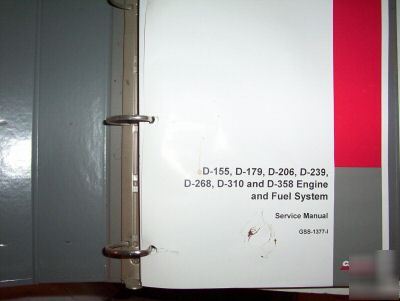 D-155, D-179, D-206, D-239,
D-268, D-310 and D-358 Engine
and Fuel System
Service Manual
GSS-1377-I